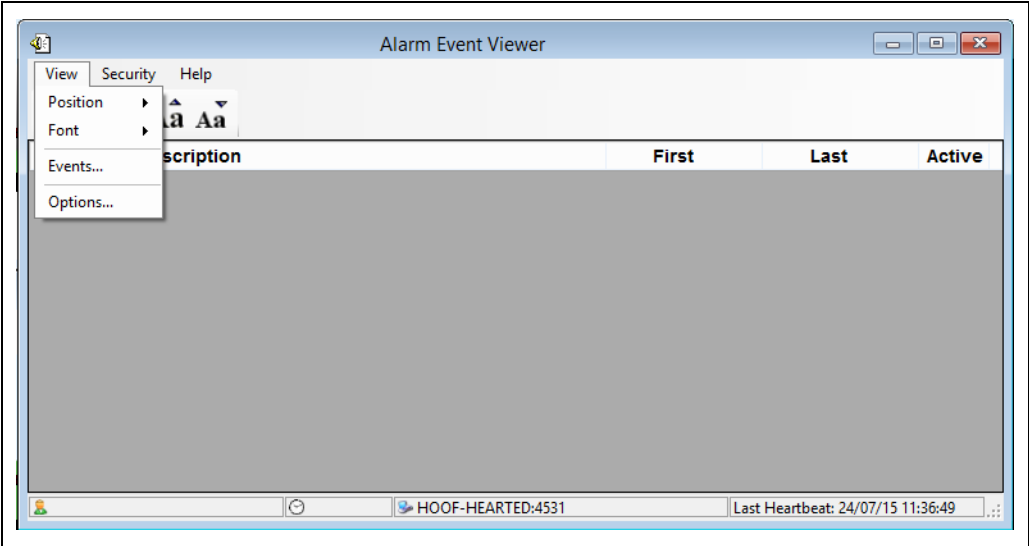 Alarm Event Viewer
View Security Help
Position
Font
Events...
Options...
Aa Aa
scription First Last Active
HOOF-HEARTED:4531
Last Heartbeat: 24/07/15 11:36:49